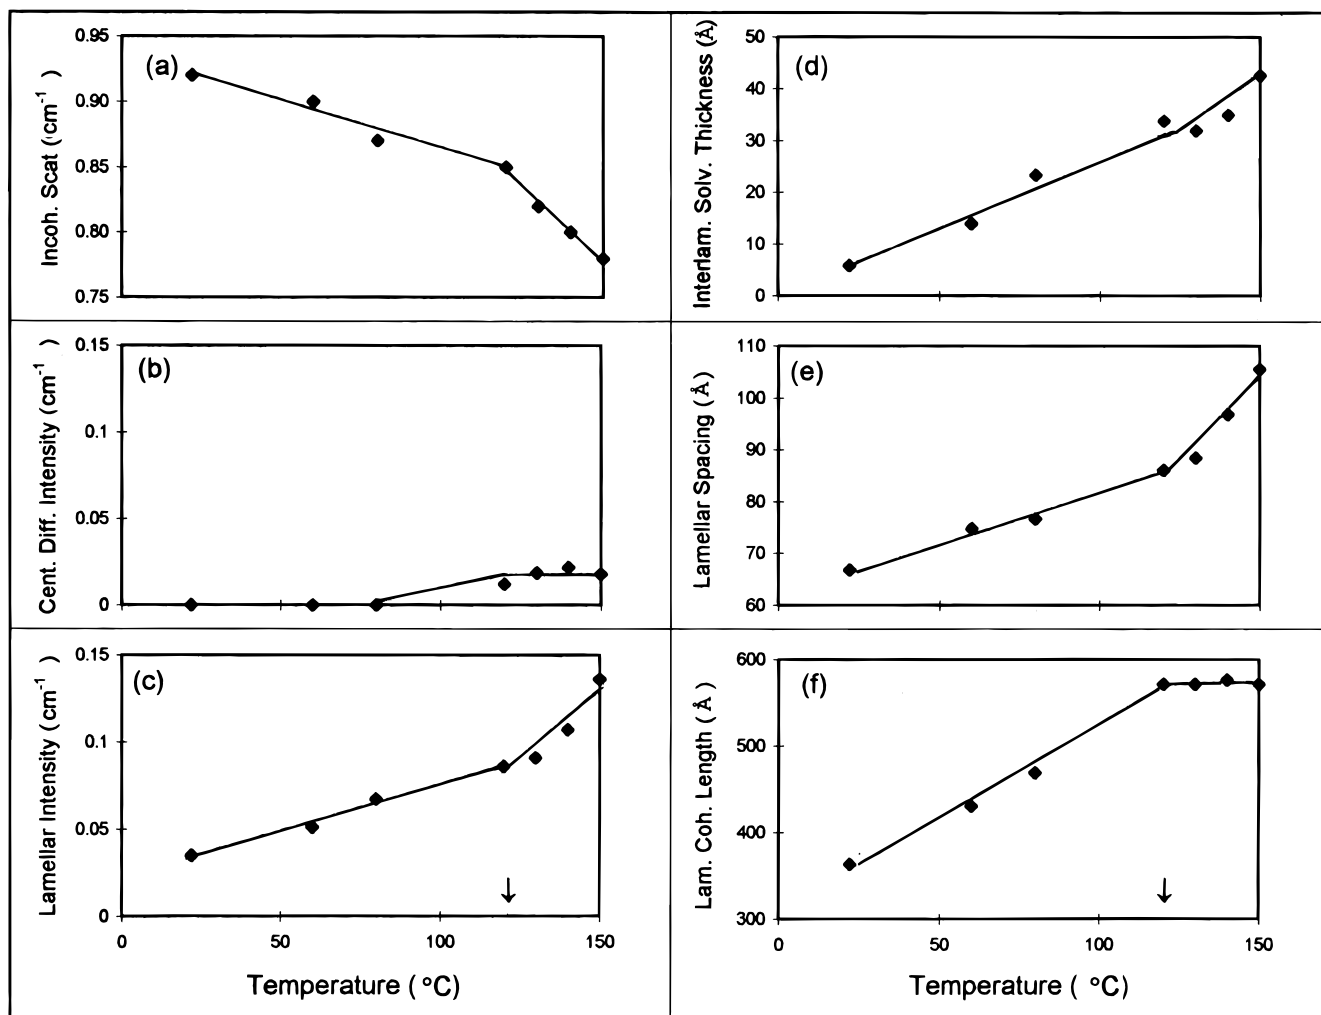 (a)
Incoh. Scat (cm⁻¹)
0.95
0.90
0.85
0.80
0.75
(b)
Cent. Diff. Intensity (cm⁻¹)
0.15
0.1
0.05
0
(c)
Lamellar Intensity (cm⁻¹)
0.15
0.1
0.05
0
0 50 100 150
Temperature ( °C)
(d)
Interlam. Solv. Thickness (Å)
50
40
30
20
10
0
(e)
Lamellar Spacing ( Å)
110
100
90
80
70
60
(f)
Lam. Coh. Length ( Å)
600
500
400
300
0 50 100 150
Temperature ( °C)